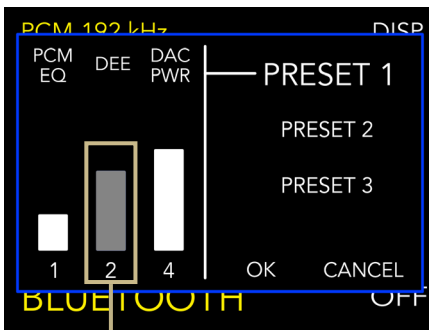 PCM 192 kHz DISP
PCM EQ DEE DAC PWR
PRESET 1
PRESET 2
PRESET 3
1 2 4 OK CANCEL
BLUETOOTH OFF